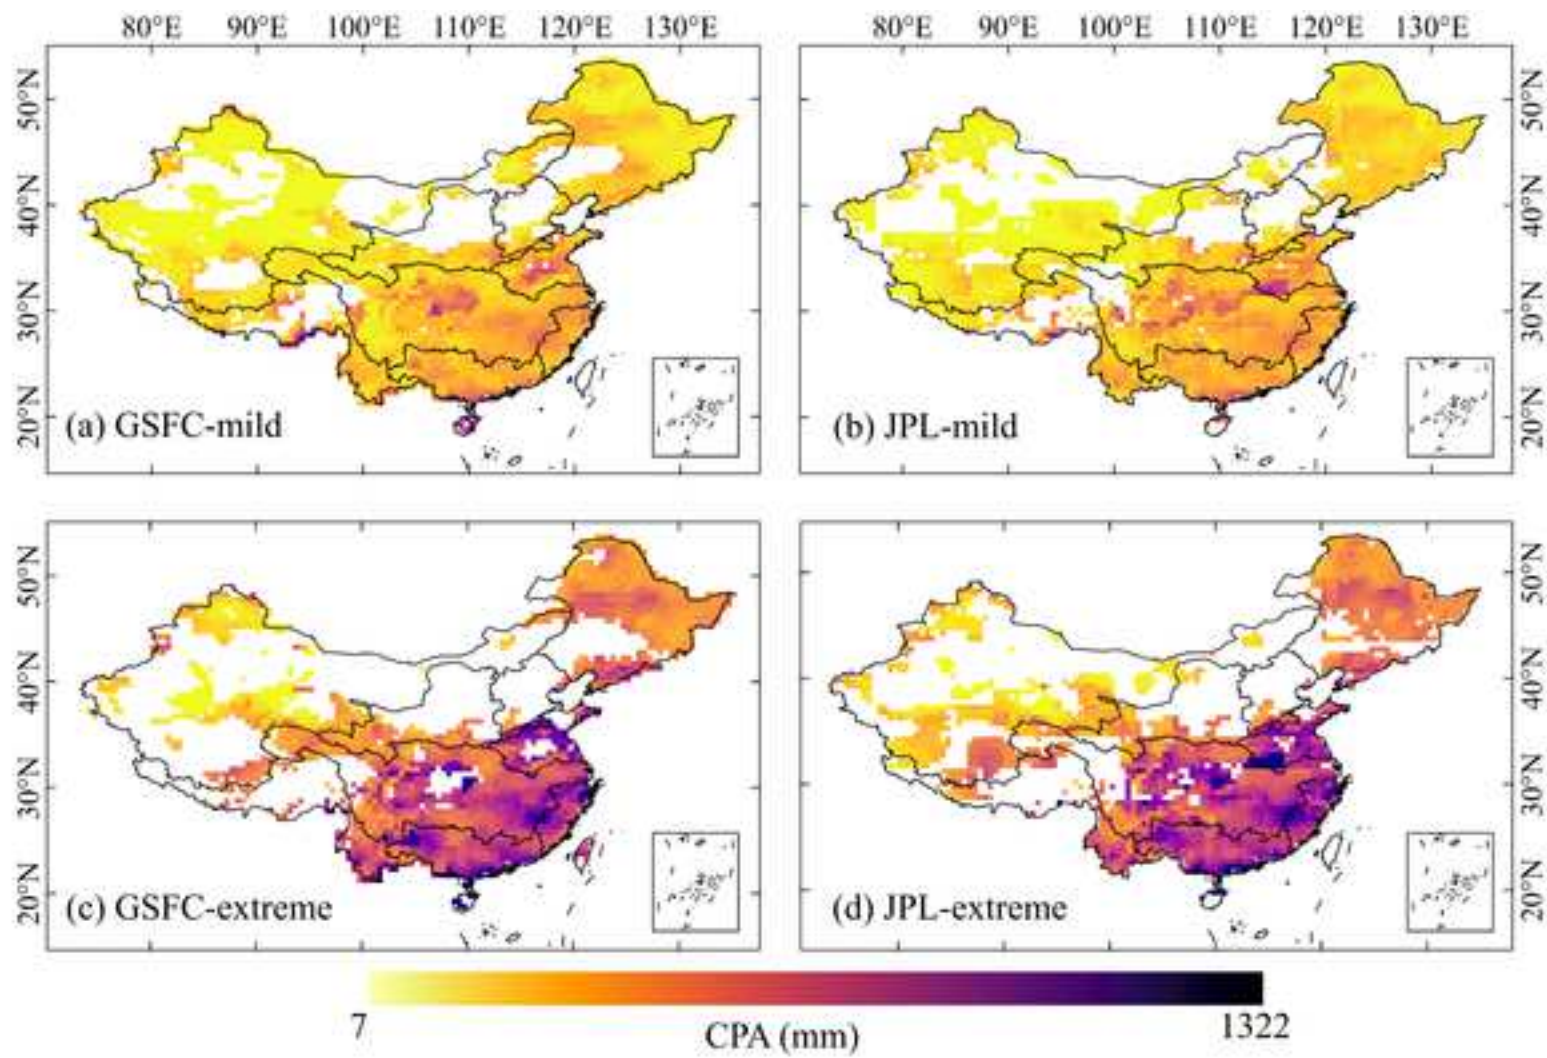 80°E 90°E 100°E 110°E 120°E 130°E 80°E 90°E 100°E 110°E 120°E 130°E
50°N 50°N
40°N 40°N
30°N 30°N
20°N 20°N
(a) GSFC-mild (b) JPL-mild
50°N 50°N
40°N 40°N
30°N 30°N
20°N 20°N
(c) GSFC-extreme (d) JPL-extreme
7 CPA (mm) 1322